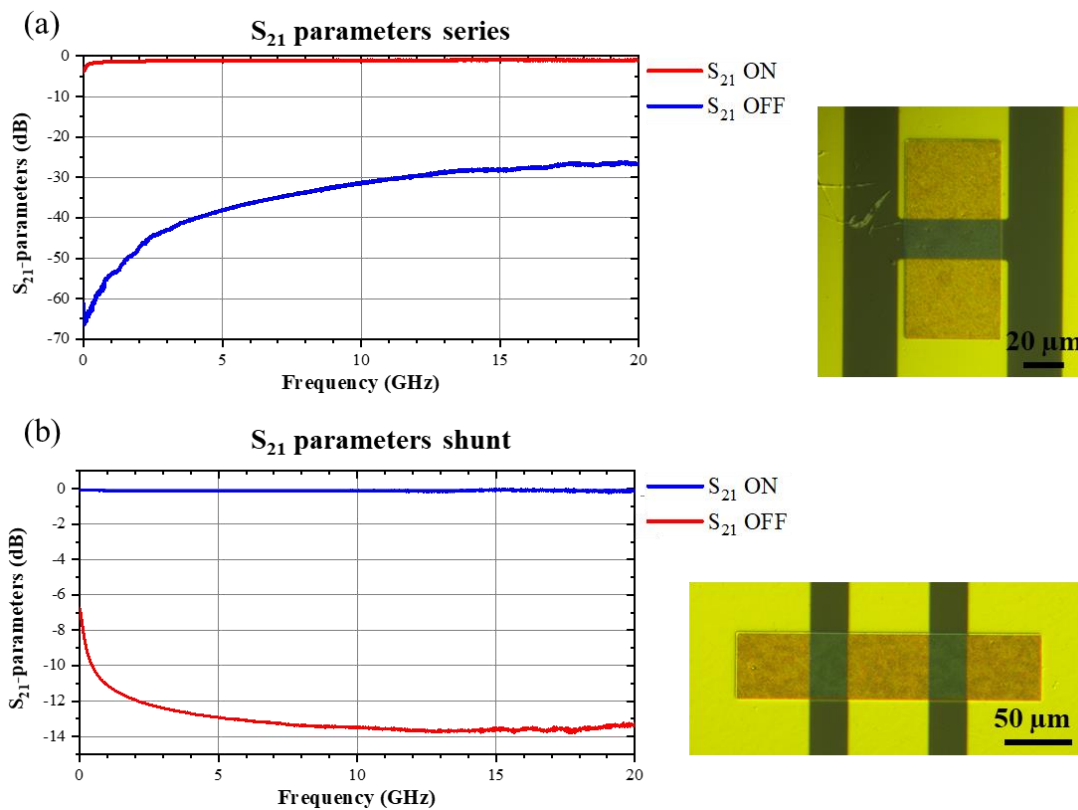 (a)
S₂₁ parameters series
S₂₁-parameters (dB)
0
-10
-20
-30
-40
-50
-60
-70
0 5 10 15 20
Frequency (GHz)
S₂₁ ON
S₂₁ OFF
20 μm
(b)
S₂₁ parameters shunt
S₂₁-parameters (dB)
0
-2
-4
-6
-8
-10
-12
-14
0 5 10 15 20
Frequency (GHz)
S₂₁ ON
S₂₁ OFF
50 μm